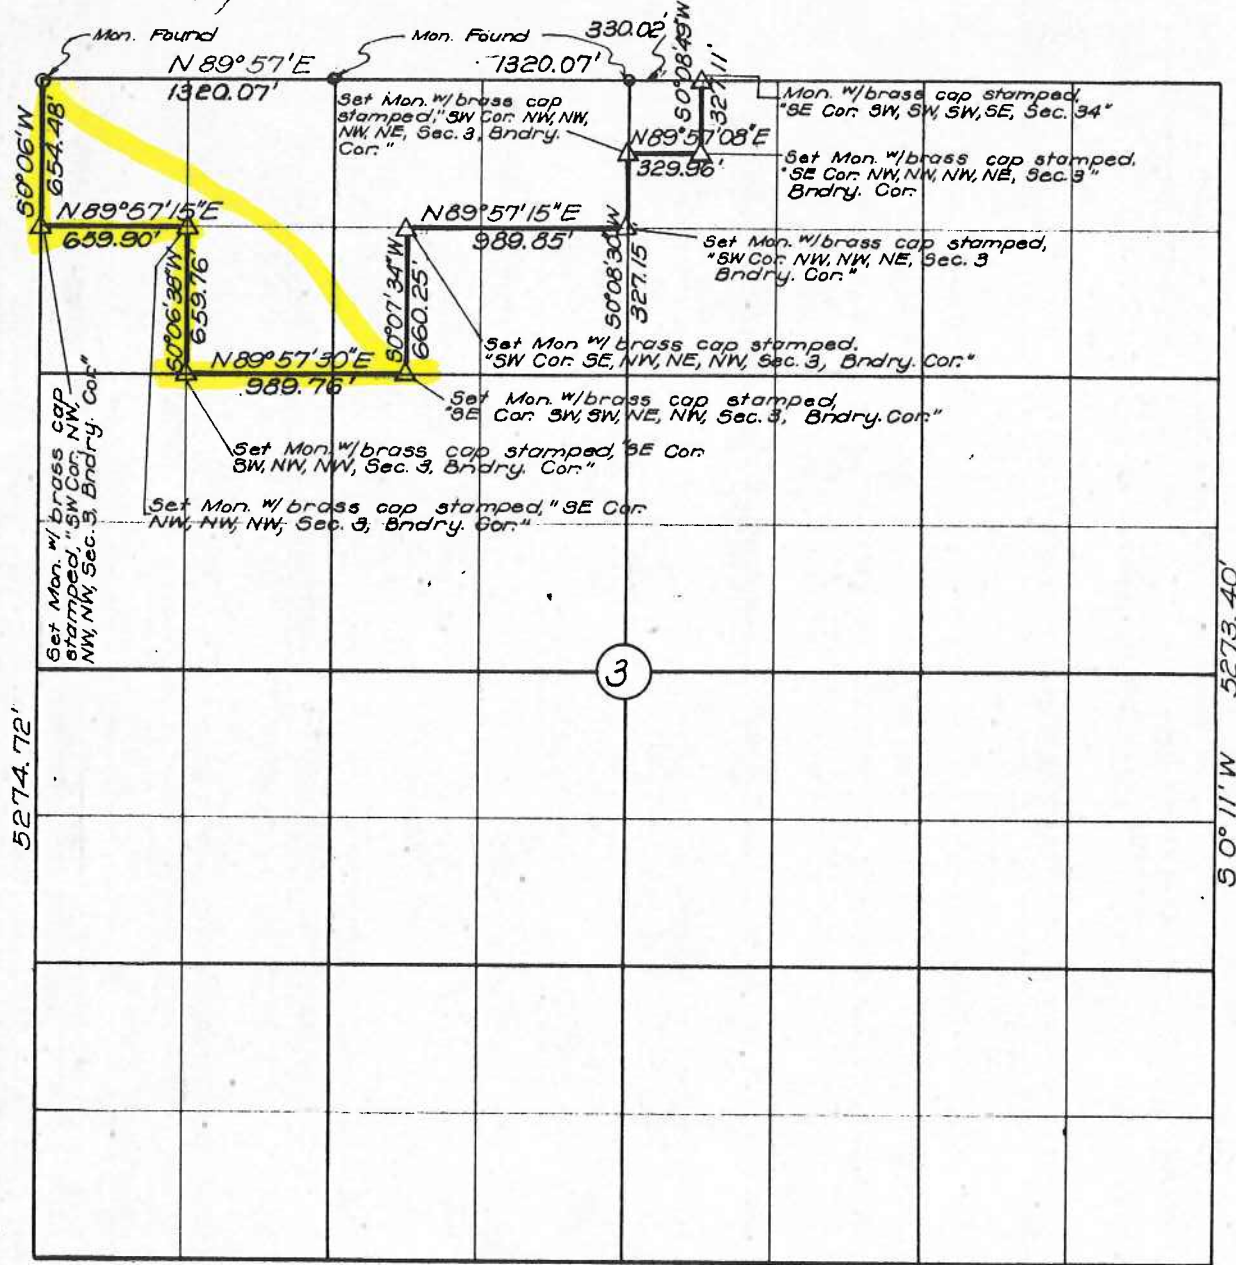 Mon. Found
Mon. Found
330.02'
S0°08'49"W
327.11'
N 89°57'E
1320.07'
1320.07'
S0°06'W
654.48'
Set Mon. w/brass cap
stamped, "SW Cor. NW, NW,
NW, NE, Sec. 3, Bndry.
Cor."
Mon. w/brass cap stamped,
"SE Cor. SW, SW, SW, SE, Sec. 34"
N89°57'08"E
329.96'
Set Mon. w/brass cap stamped,
"SE Cor. NW, NW, NW, NE, Sec. 3"
Bndry. Cor.
N89°57'15"E
659.90'
N89°57'15"E
989.85'
S0°08'30"W
327.15'
Set Mon. w/brass cap stamped,
"SW Cor. NW, NW, NE, Sec. 3
Bndry. Cor."
S0°06'38"W
659.76'
S0°07'34"W
660.25'
Set Mon w/ brass cap stamped,
"SW Cor. SE, NW, NE, NW, Sec. 3, Bndry. Cor."
N89°57'30"E
989.76'
Set Mon. w/brass cap stamped,
"SE Cor. SW, SW, NE, NW, Sec. 3, Bndry. Cor."
Set Mon. w/brass cap stamped, "SE Cor.
SW, NW, NW, Sec. 3, Bndry. Cor."
Set Mon. w/ brass cap stamped, "SE Cor.
NW, NW, NW, Sec. 3, Bndry. Cor."
Set Mon. w/ brass cap
stamped, "SW Cor. NW,
NW, NW, Sec. 3, Bndry. Cor."
3
5274.72'
S 0°11'W 5273.40'